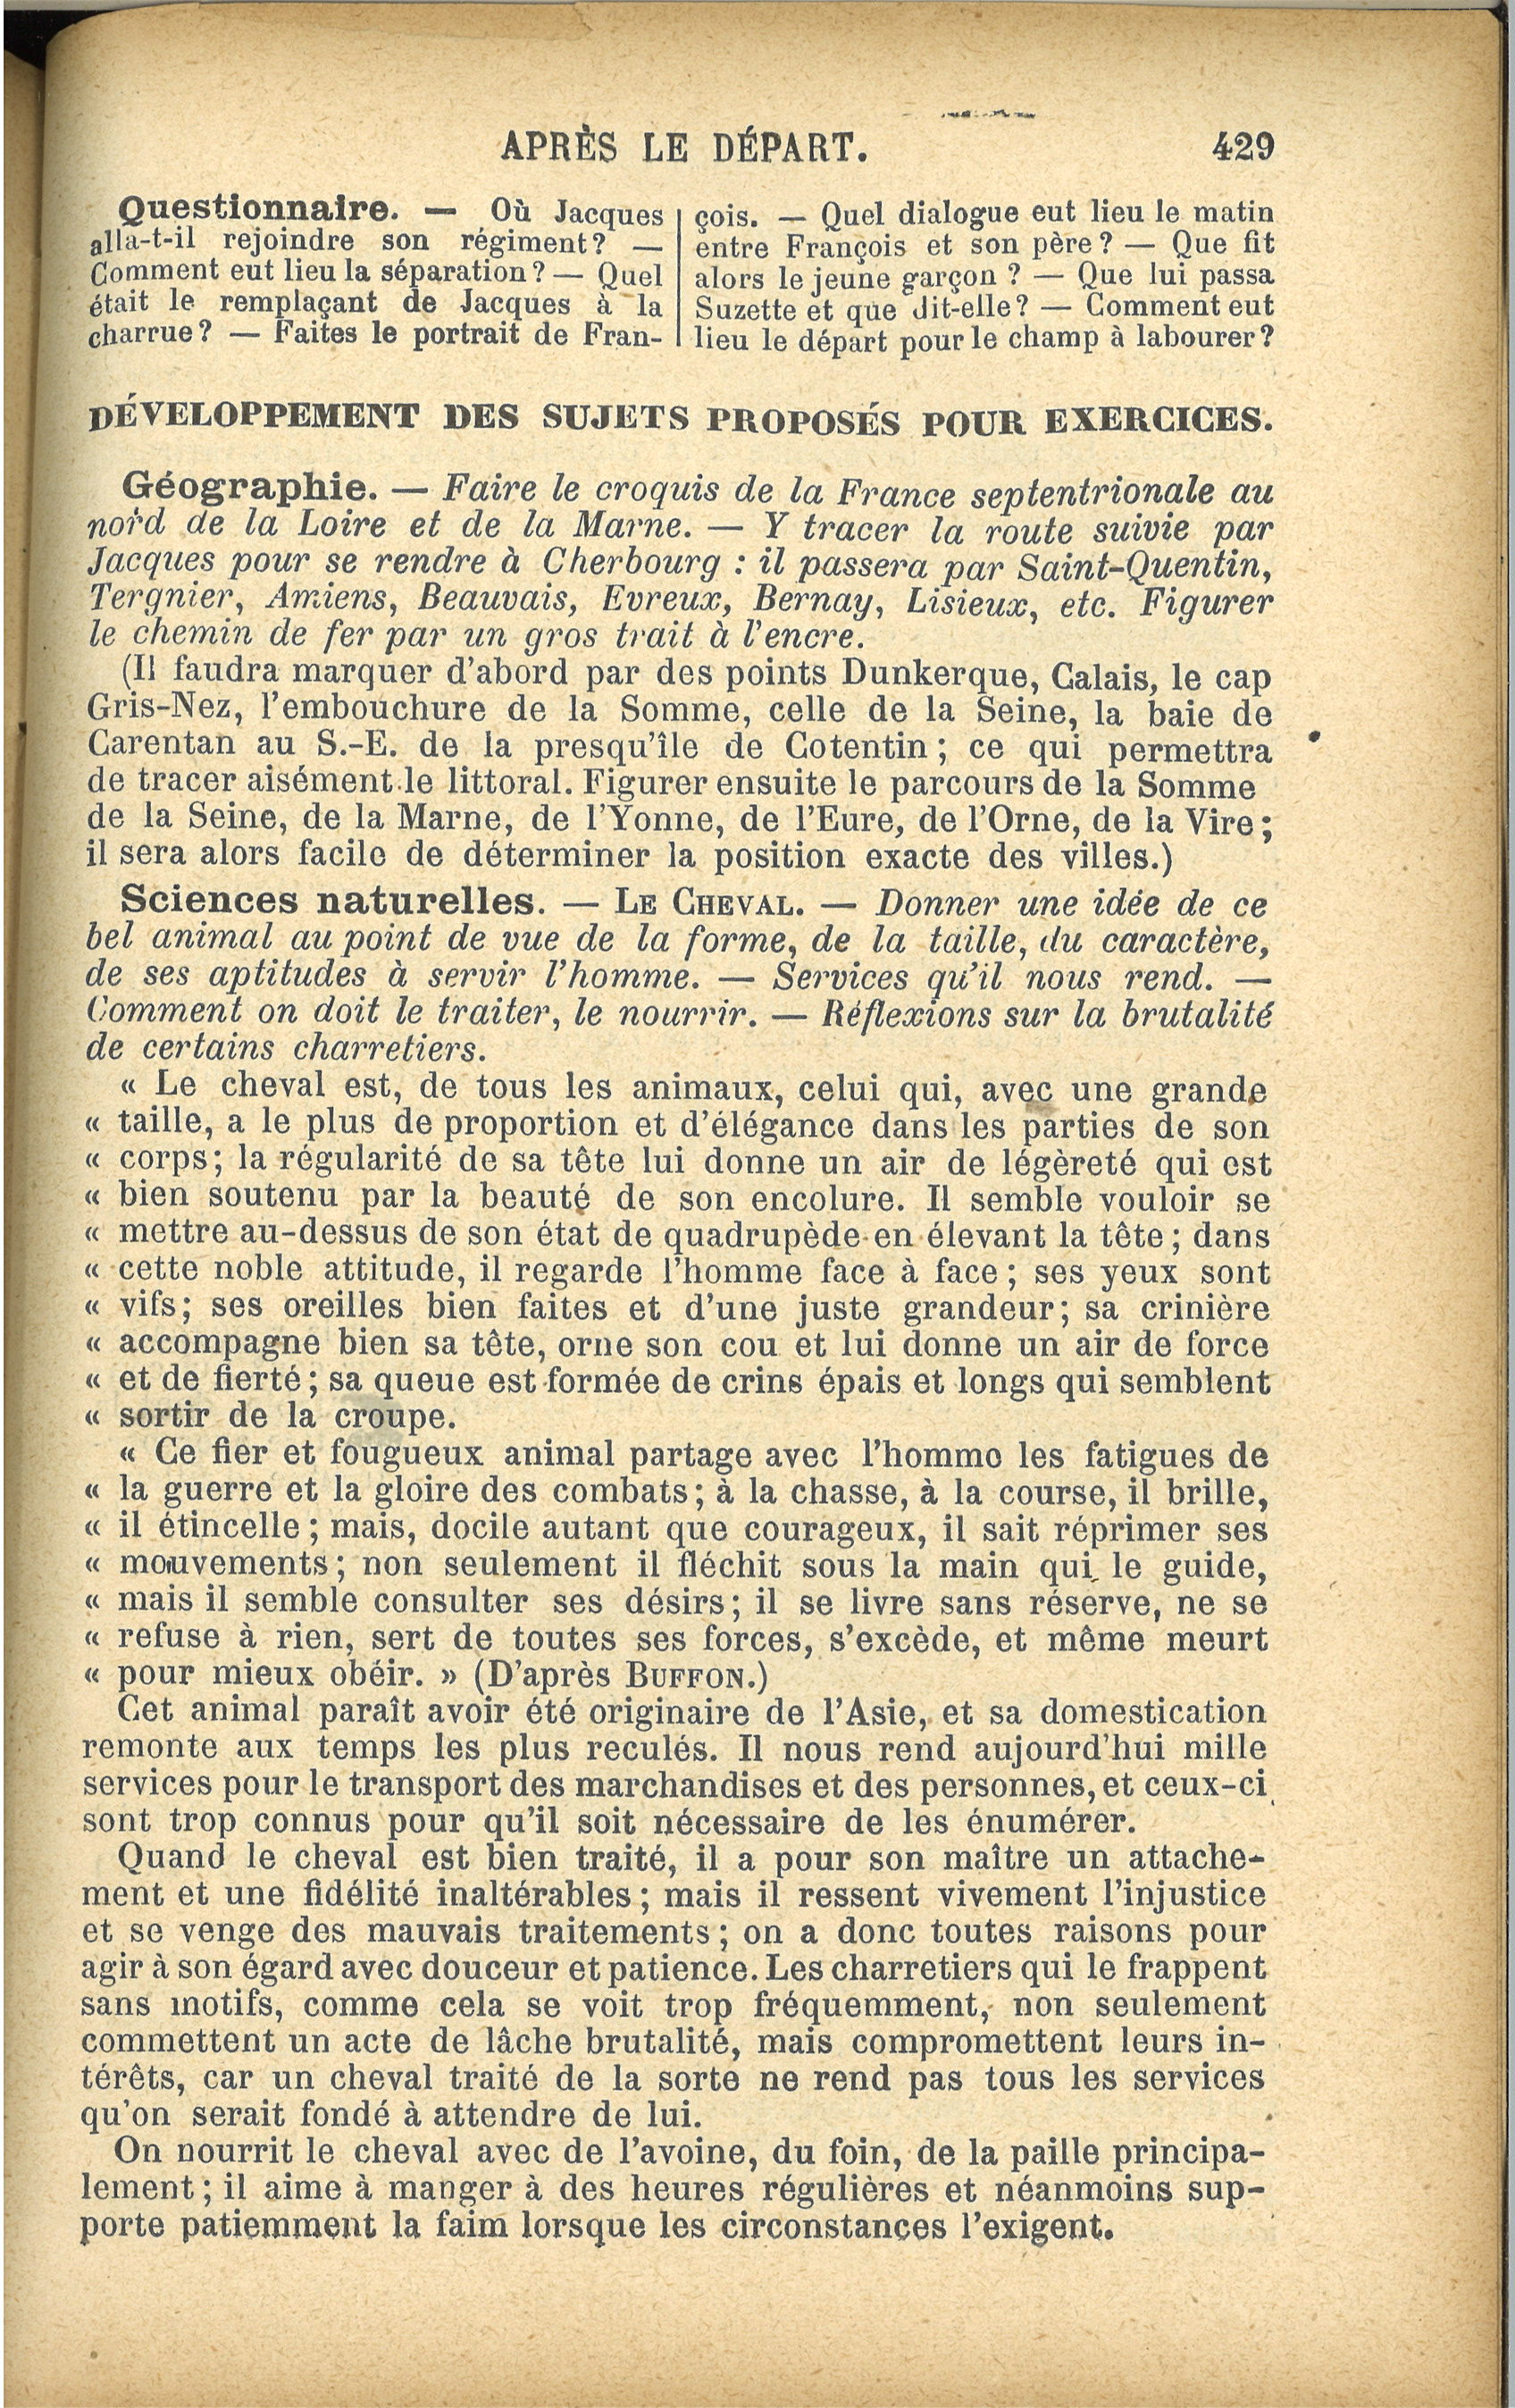 APRÈS LE DÉPART. 429
Questionnaire. — Où Jacques
alla-t-il rejoindre son régiment? —
Comment eut lieu la séparation? — Quel
était le remplaçant de Jacques à la
charrue? — Faites le portrait de Fran-
çois. — Quel dialogue eut lieu le matin
entre François et son père? — Que fit
alors le jeune garçon? — Que lui passa
Suzette et que dit-elle? — Comment eut
lieu le départ pour le champ à labourer?
DÉVELOPPEMENT DES SUJETS PROPOSÉS POUR EXERCICES.
Géographie. — Faire le croquis de la France septentrionale au
nord de la Loire et de la Marne. — Y tracer la route suivie par
Jacques pour se rendre à Cherbourg : il passera par Saint-Quentin,
Tergnier, Amiens, Beauvais, Evreux, Bernay, Lisieux, etc. Figurer
le chemin de fer par un gros trait à l'encre.
(Il faudra marquer d'abord par des points Dunkerque, Calais, le cap
Gris-Nez, l'embouchure de la Somme, celle de la Seine, la baie de
Carentan au S.-E. de la presqu'île de Cotentin; ce qui permettra
de tracer aisément le littoral. Figurer ensuite le parcours de la Somme
de la Seine, de la Marne, de l'Yonne, de l'Eure, de l'Orne, de la Vire;
il sera alors facile de déterminer la position exacte des villes.)
Sciences naturelles. — LE CHEVAL. — Donner une idée de ce
bel animal au point de vue de la forme, de la taille, du caractère,
de ses aptitudes à servir l'homme. — Services qu'il nous rend. —
Comment on doit le traiter, le nourrir. — Réflexions sur la brutalité
de certains charretiers.
« Le cheval est, de tous les animaux, celui qui, avec une grande
« taille, a le plus de proportion et d'élégance dans les parties de son
« corps; la régularité de sa tête lui donne un air de légèreté qui est
« bien soutenu par la beauté de son encolure. Il semble vouloir se
« mettre au-dessus de son état de quadrupède en élevant la tête; dans
« cette noble attitude, il regarde l'homme face à face; ses yeux sont
« vifs; ses oreilles bien faites et d'une juste grandeur; sa crinière
« accompagne bien sa tête, orne son cou et lui donne un air de force
« et de fierté; sa queue est formée de crins épais et longs qui semblent
« sortir de la croupe.
« Ce fier et fougueux animal partage avec l'homme les fatigues de
« la guerre et la gloire des combats; à la chasse, à la course, il brille,
« il étincelle; mais, docile autant que courageux, il sait réprimer ses
« mouvements; non seulement il fléchit sous la main qui le guide,
« mais il semble consulter ses désirs; il se livre sans réserve, ne se
« refuse à rien, sert de toutes ses forces, s'excède, et même meurt
« pour mieux obéir. » (D'après BUFFON.)
Cet animal paraît avoir été originaire de l'Asie, et sa domestication
remonte aux temps les plus reculés. Il nous rend aujourd'hui mille
services pour le transport des marchandises et des personnes, et ceux-ci
sont trop connus pour qu'il soit nécessaire de les énumérer.
Quand le cheval est bien traité, il a pour son maître un attache-
ment et une fidélité inaltérables; mais il ressent vivement l'injustice
et se venge des mauvais traitements; on a donc toutes raisons pour
agir à son égard avec douceur et patience. Les charretiers qui le frappent
sans motifs, comme cela se voit trop fréquemment, non seulement
commettent un acte de lâche brutalité, mais compromettent leurs in-
térêts, car un cheval traité de la sorte ne rend pas tous les services
qu'on serait fondé à attendre de lui.
On nourrit le cheval avec de l'avoine, du foin, de la paille principa-
lement; il aime à manger à des heures régulières et néanmoins sup-
porte patiemment la faim lorsque les circonstances l'exigent.